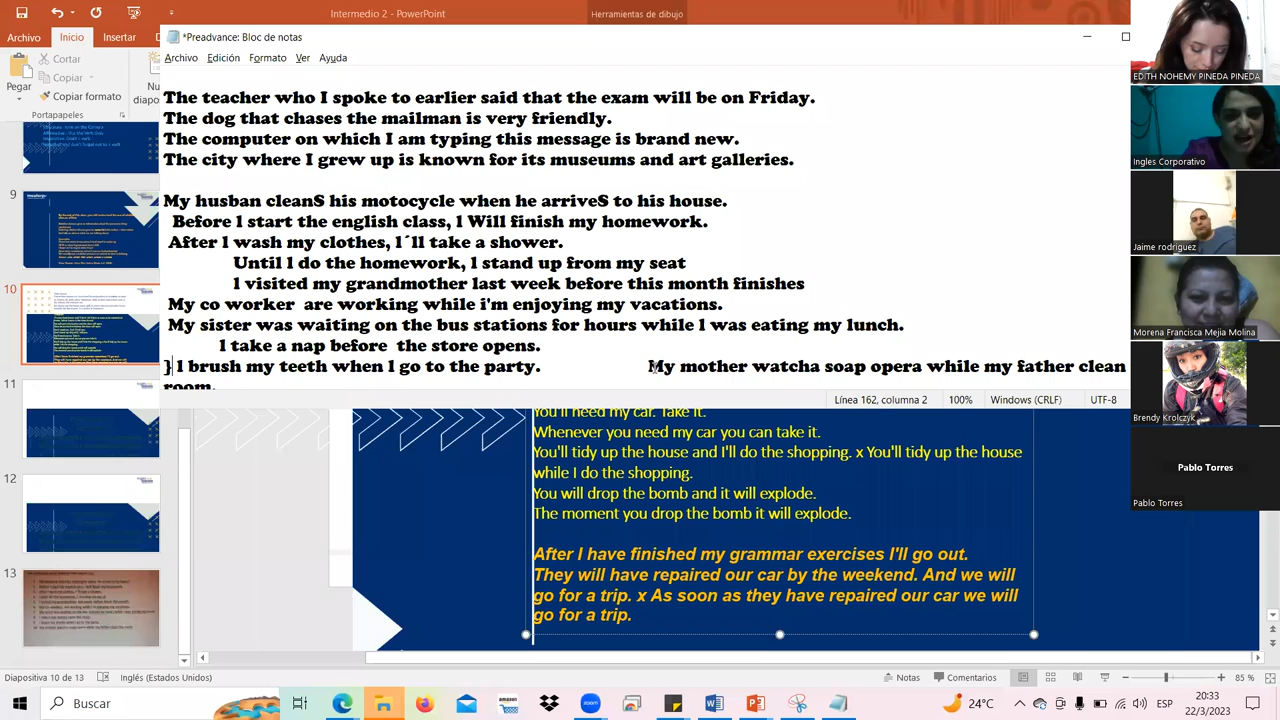 Intermedio 2 - PowerPoint
Herramientas de dibujo
Archivo
Inicio
Insertar
Cortar
Copiar
Pegar
Copiar formato
Portapapeles
*Preadvance: Bloc de notas
Archivo Edición Formato Ver Ayuda
The teacher who I spoke to earlier said that the exam will be on Friday.
The dog that chases the mailman is very friendly.
The computer on which I am typing this message is brand new.
The city where I grew up is known for its museums and art galleries.
My husban cleanS his motocycle when he arriveS to his house.
Before l start the english class, l Will finish my homework.
After l wash my clothes, l´ll take a shower.
Until l do the homework, l stand up from my seat
l visited my grandmother last week before this month finishes
My co worker are working while i'm enjoying my vacations.
My sister was waiting on the bus stations for hours while l was eating my lunch.
i take a nap before the store opens.
} l brush my teeth when l go to the party. My mother watcha soap opera while my father clean
room.
Línea 162, columna 2 100% Windows (CRLF) UTF-8
You'll need my car. Take it.
Whenever you need my car you can take it.
You'll tidy up the house and I'll do the shopping. x You'll tidy up the house
while I do the shopping.
You will drop the bomb and it will explode.
The moment you drop the bomb it will explode.
After I have finished my grammar exercises I'll go out.
They will have repaired our car by the weekend. And we will
go for a trip. x As soon as they have repaired our car we will
go for a trip.
9
10
11
12
13
EDITH NOHEMY PINEDA PINEDA
Ingles Corporativo
Jaime rodriguez
Morena Francisca Mejia Molina
Brendy Krolczyk
Pablo Torres
Pablo Torres
Diapositiva 10 de 13 Inglés (Estados Unidos) Notas Comentarios 85 %
Buscar
zoom
24°C
ESP
20:33
22/3/2023